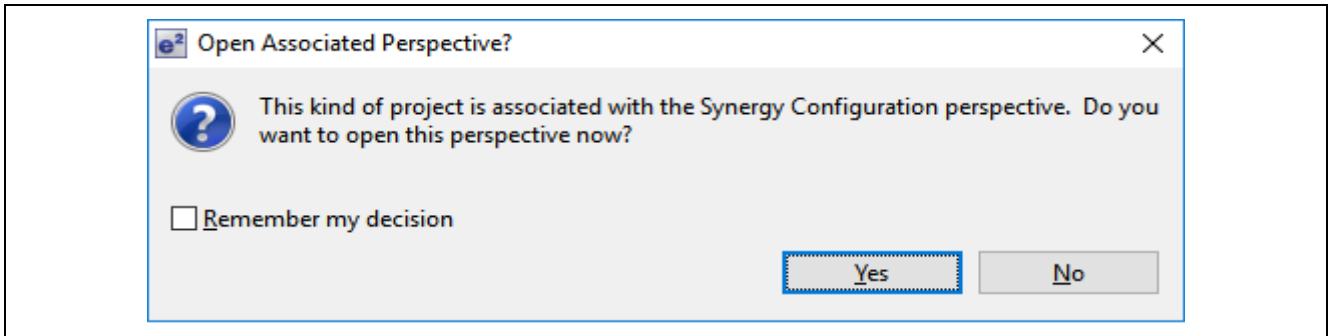 e² Open Associated Perspective?
This kind of project is associated with the Synergy Configuration perspective. Do you
want to open this perspective now?
Remember my decision
Yes No